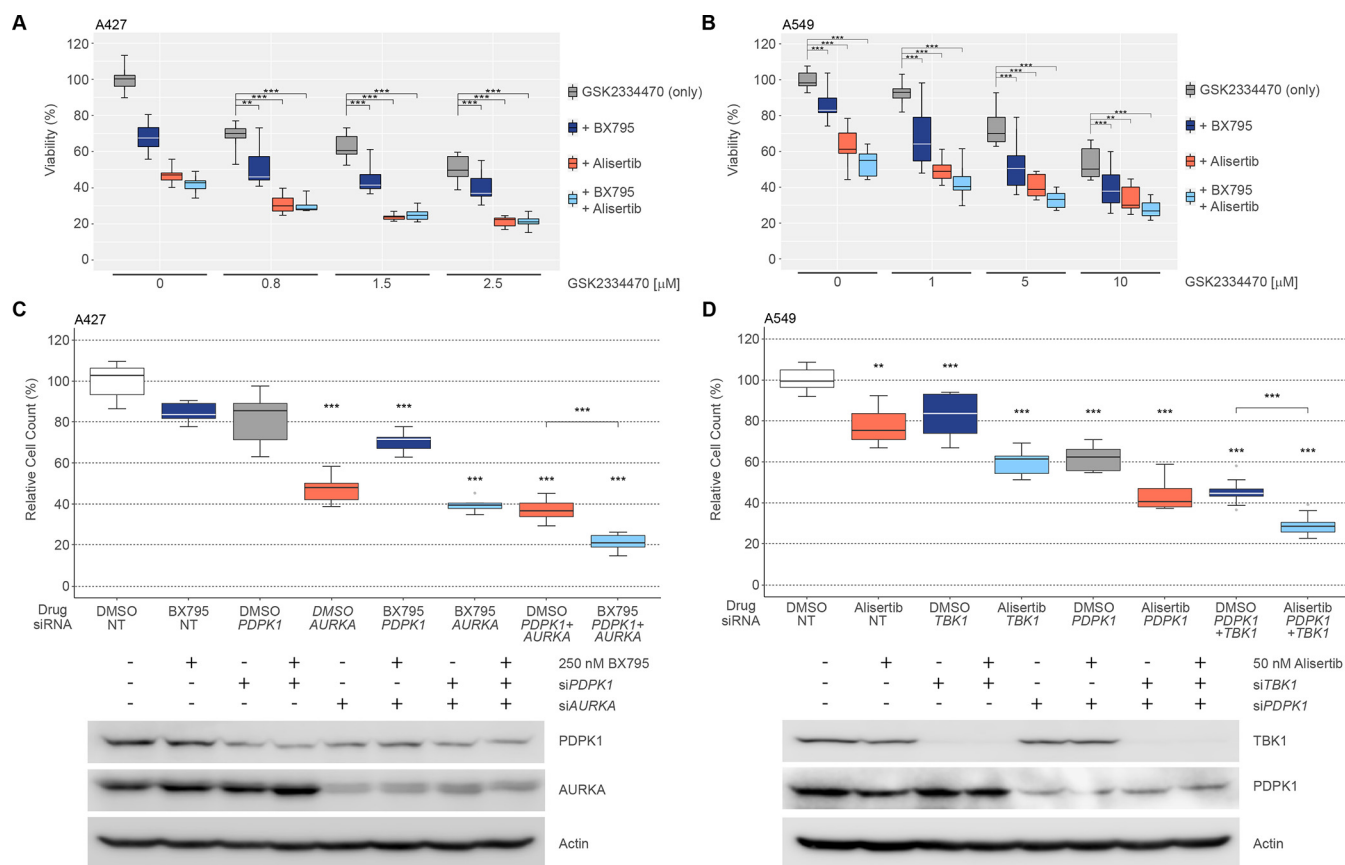 A
A427
Viability (%)
120
100
80
60
40
20
0
*** *** **
*** *** ***
*** *** ***
0 0.8 1.5 2.5 GSK2334470 [μM]
GSK2334470 (only)
+ BX795
+ Alisertib
+ BX795
+ Alisertib
B
A549
Viability (%)
120
100
80
60
40
20
0
*** *** ***
*** *** ***
*** *** ***
*** ** ***
0 1 5 10 GSK2334470 [μM]
GSK2334470 (only)
+ BX795
+ Alisertib
+ BX795
+ Alisertib
C
A427
Relative Cell Count (%)
120
100
80
60
40
20
0
*** *** *** *** *** ***
Drug DMSO BX795 DMSO DMSO BX795 BX795 DMSO BX795
siRNA NT NT PDPK1 AURKA PDPK1 AURKA PDPK1+ PDPK1+
AURKA AURKA
- + - + - + - + 250 nM BX795
- - + + - - + + siPDPK1
- - - - + + + + siAURKA
PDPK1
AURKA
Actin
D
A549
Relative Cell Count (%)
120
100
80
60
40
20
0
** *** *** *** *** *** *** ***
Drug DMSO Alisertib DMSO Alisertib DMSO Alisertib DMSO Alisertib
siRNA NT NT TBK1 TBK1 PDPK1 PDPK1 PDPK1 PDPK1
+TBK1 +TBK1
- + - + - + - + 50 nM Alisertib
- - + + - - + + siTBK1
- - - - + + + + siPDPK1
TBK1
PDPK1
Actin